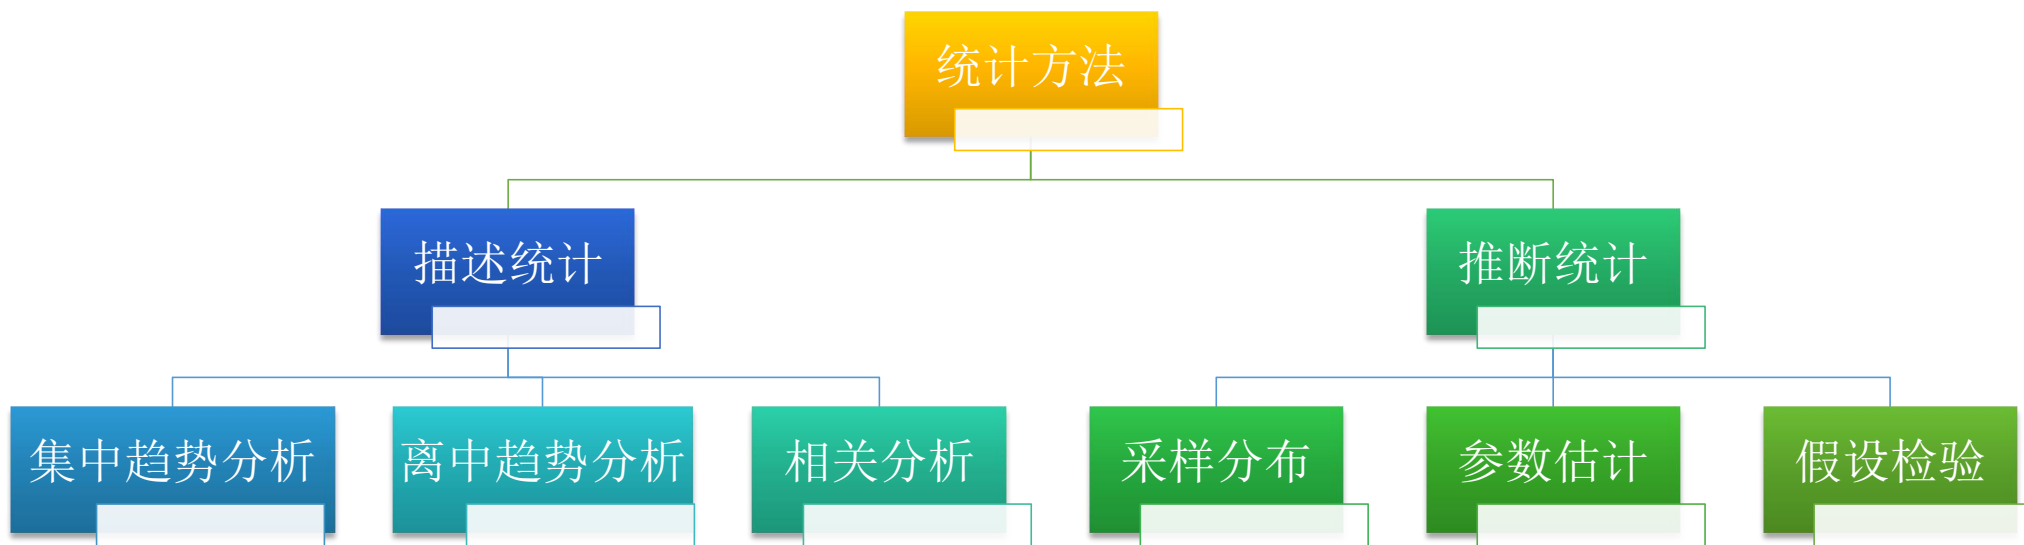 统计方法
描述统计
推断统计
集中趋势分析
离中趋势分析
相关分析
采样分布
参数估计
假设检验